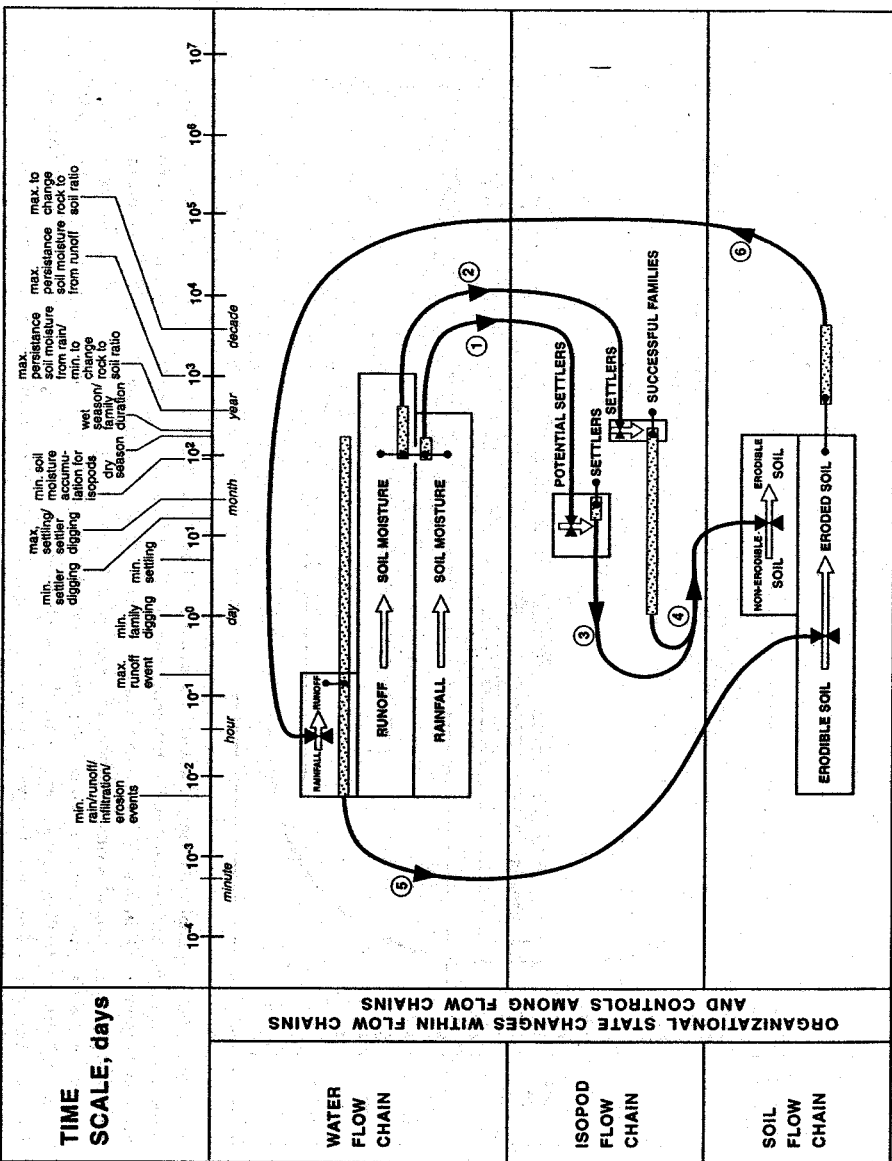 TIME
SCALE, days
10⁻⁴
10⁻³
10⁻²
10⁻¹
10⁰
10¹
10²
10³
10⁴
10⁵
10⁶
10⁷
minute
hour
day
month
year
decade
min.
rain/runoff/
infiltration/
erosion
events
max.
runoff
event
min.
family
digging
min.
settler
digging
min.
settling
max.
settling/
settler
digging
min. soil
moisture
accumu-
lation for
isopods
dry
season
wet
season/
family
duration
max.
persistance
soil moisture
from rain/
min. to
change
rock to
soil ratio
max.
persistance
soil moisture
from runoff
max. to
change
rock to
soil ratio
ORGANIZATIONAL STATE CHANGES WITHIN FLOW CHAINS
AND CONTROLS AMONG FLOW CHAINS
WATER
FLOW
CHAIN
RAINFALL
RUNOFF
RUNOFF
SOIL MOISTURE
RAINFALL
SOIL MOISTURE
5
2
1
ISOPOD
FLOW
CHAIN
POTENTIAL SETTLERS
SETTLERS
SETTLERS
SUCCESSFUL FAMILIES
3
4
SOIL
FLOW
CHAIN
NON-ERODIBLE
SOIL
ERODIBLE
SOIL
ERODIBLE SOIL
ERODED SOIL
6